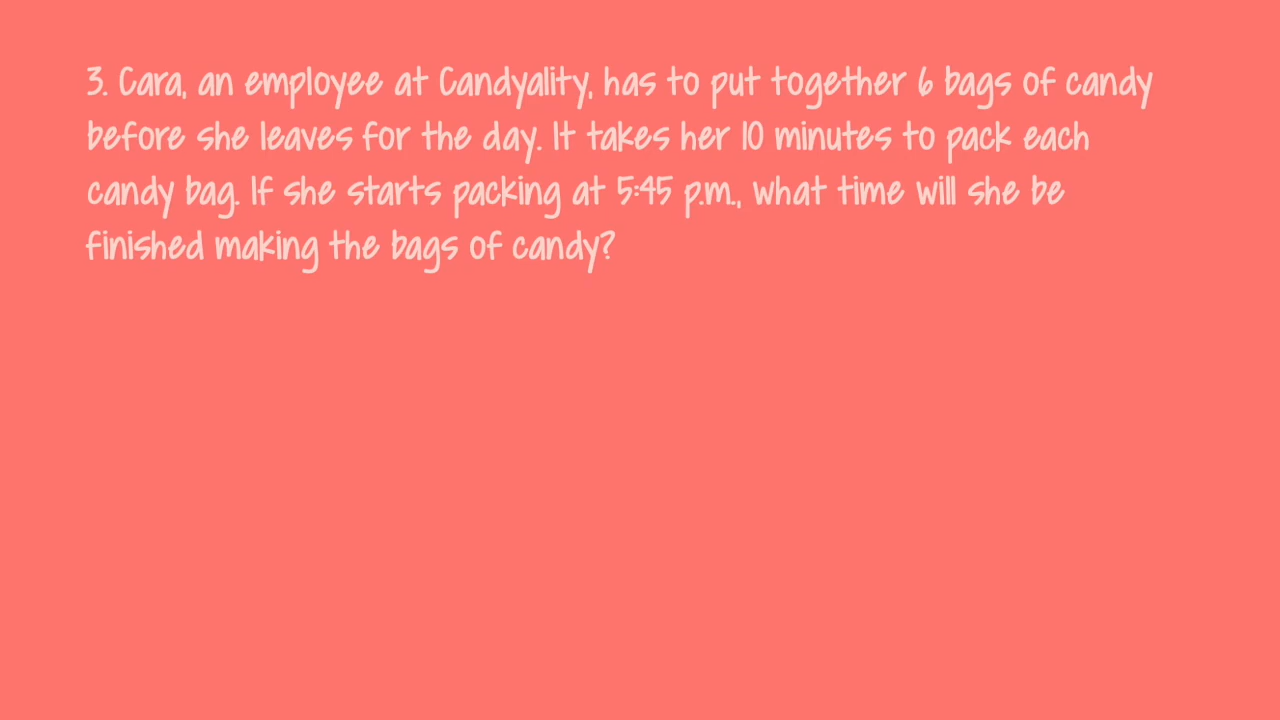 3. Cara, an employee at Candyality, has to put together 6 bags of candy
before she leaves for the day. It takes her 10 minutes to pack each
candy bag. If she starts packing at 5:45 p.m., what time will she be
finished making the bags of candy?